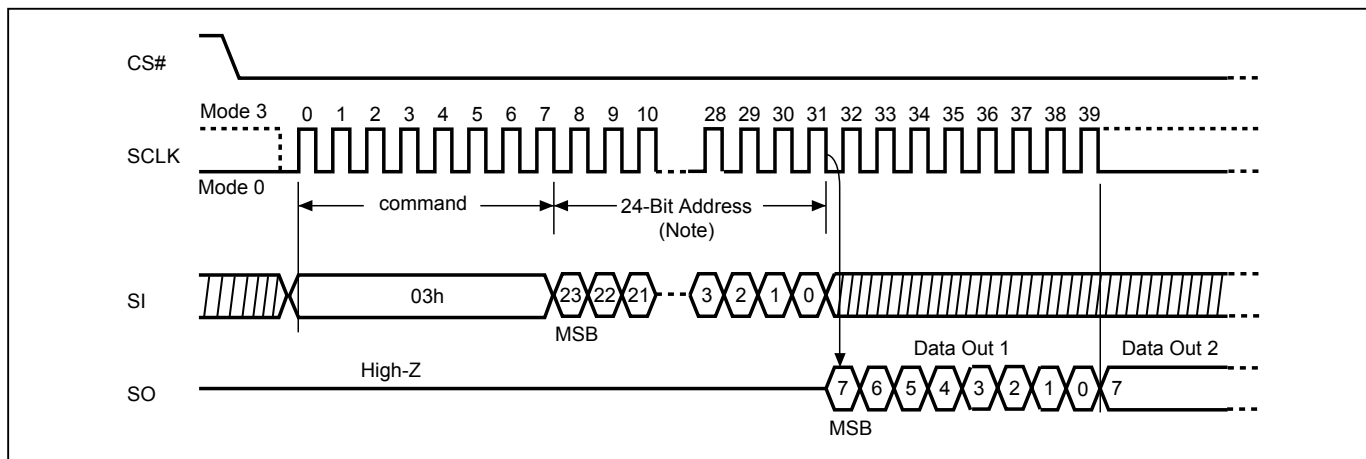 CS#
Mode 3
0 1 2 3 4 5 6 7 8 9 10 28 29 30 31 32 33 34 35 36 37 38 39
SCLK
Mode 0
command
24-Bit Address
(Note)
SI
03h
23 22 21 3 2 1 0
MSB
Data Out 1
Data Out 2
High-Z
SO
7 6 5 4 3 2 1 0 7
MSB